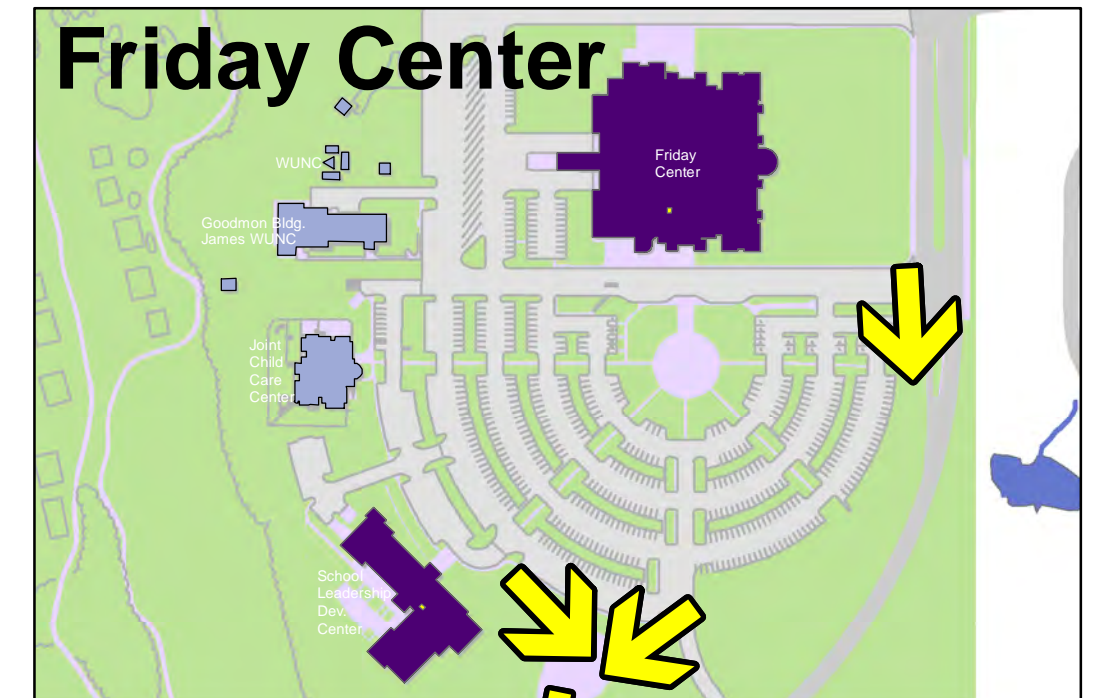 Friday Center
Friday
Center
WUNC
Goodmon Bldg.
James WUNC
Joint
Child
Care
Center
School
Leadership
Dev.
Center